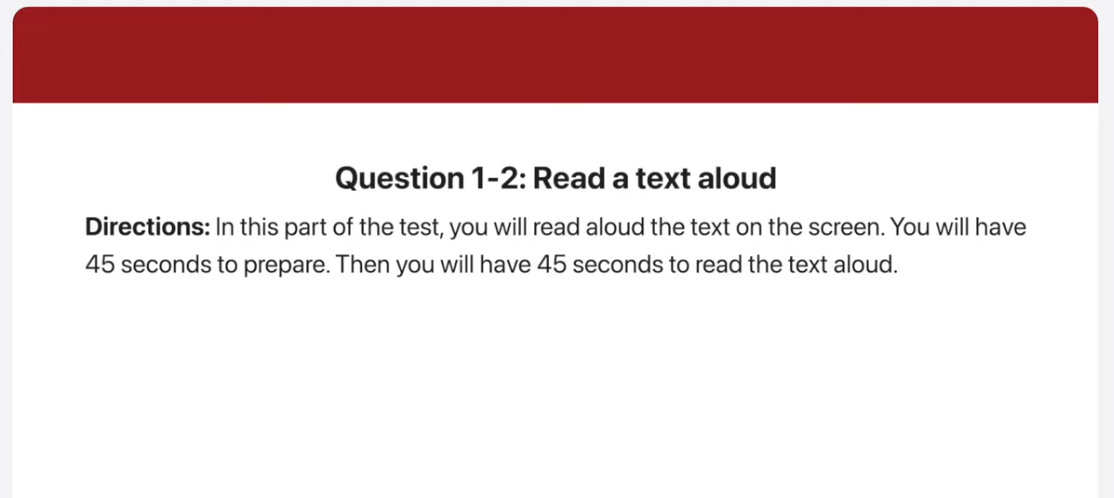 Question 1-2: Read a text aloud
Directions: In this part of the test, you will read aloud the text on the screen. You will have
45 seconds to prepare. Then you will have 45 seconds to read the text aloud.